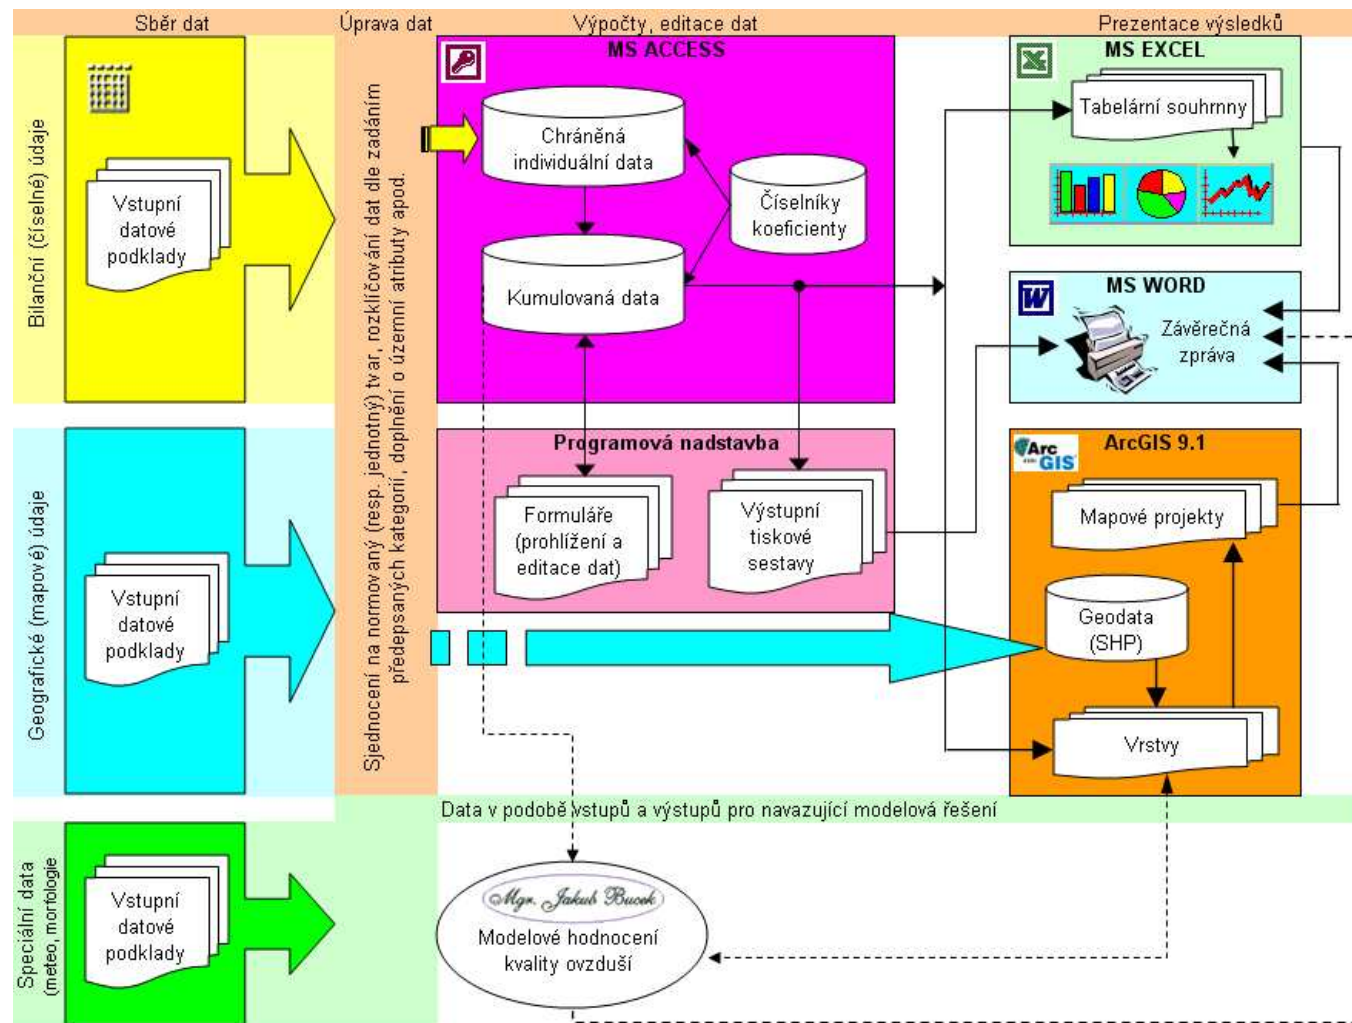 Sběr dat
Úprava dat
Výpočty, editace dat
Prezentace výsledků
Bilanční (číselné) údaje
Vstupní
datové
podklady
Geografické (mapové) údaje
Vstupní
datové
podklady
Speciální data
(meteo, morfologie
Vstupní
datové
podklady
Sjednocení na normovaný (resp. jednotný) tvar, rozklíčování dat dle zadáním
předepsaných kategorií, doplnění o územní atributy apod.
MS ACCESS
Chráněná
individuální data
Číselníky
koeficienty
Kumulovaná data
Programová nadstavba
Formuláře
(prohlížení a
editace dat)
Výstupní
tiskové
sestavy
MS EXCEL
Tabelární souhrnny
MS WORD
W
Závěrečná
zpráva
Arc
GIS
ArcGIS 9.1
Mapové projekty
Geodata
(SHP)
Vrstvy
Data v podobě vstupů a výstupů pro navazující modelová řešení
Mgr. Jakub Bucek
Modelové hodnocení
kvality ovzduší